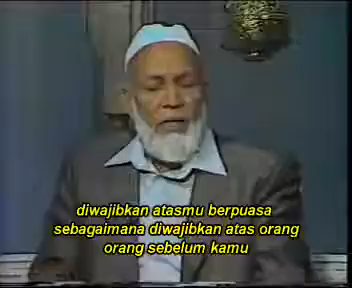 diwajibkan atasmu berpuasa
sebagaimana diwajibkan atas orang
orang sebelum kamu